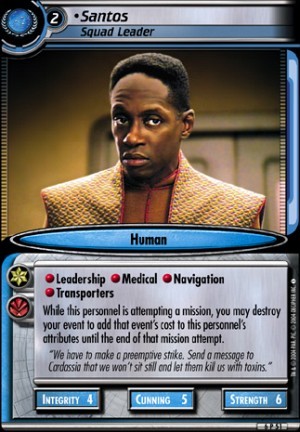 2
•Santos
Squad Leader
Human
• Leadership • Medical • Navigation
• Transporters
While this personnel is attempting a mission, you may destroy
your event to add that event's cost to this personnel's
attributes until the end of that mission attempt.
"We have to make a preemptive strike. Send a message to
Cardassia that we won't sit still and let them kill us with toxins."
INTEGRITY 4
CUNNING 5
STRENGTH 6